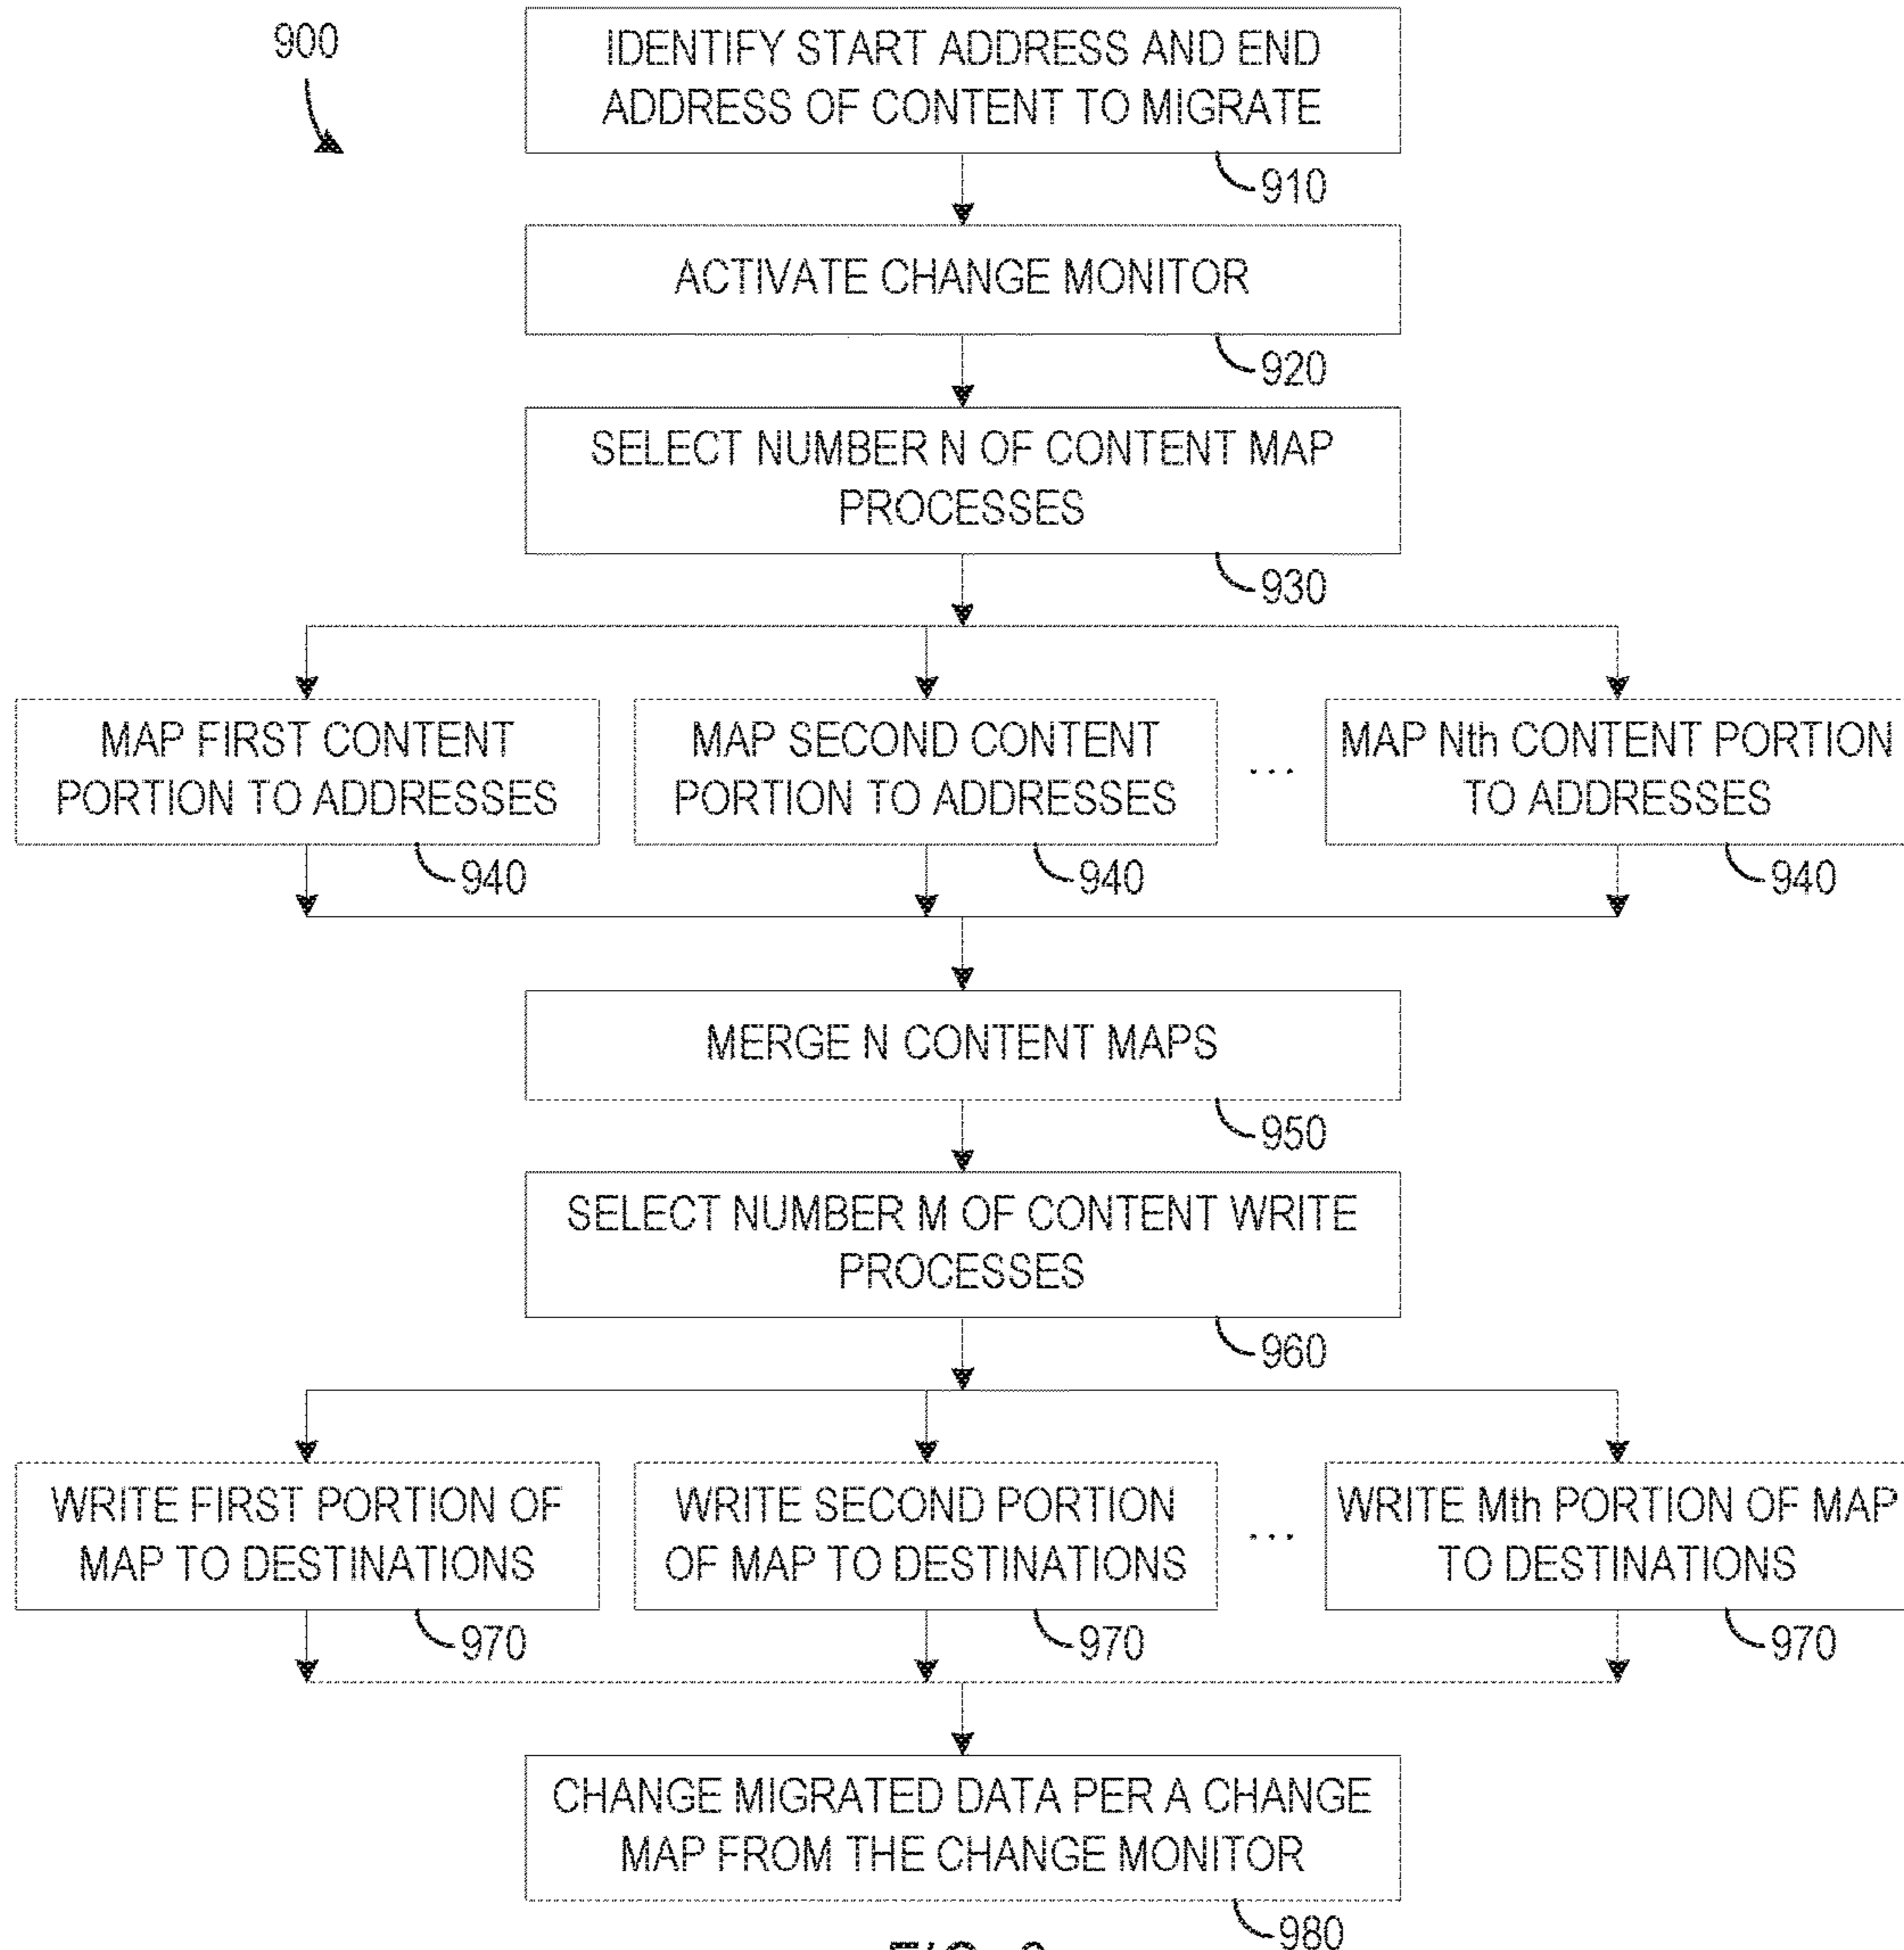 900
IDENTIFY START ADDRESS AND END
ADDRESS OF CONTENT TO MIGRATE
910
ACTIVATE CHANGE MONITOR
920
SELECT NUMBER N OF CONTENT MAP
PROCESSES
930
MAP FIRST CONTENT
PORTION TO ADDRESSES
940
MAP SECOND CONTENT
PORTION TO ADDRESSES
940
...
MAP Nth CONTENT PORTION
TO ADDRESSES
940
MERGE N CONTENT MAPS
950
SELECT NUMBER M OF CONTENT WRITE
PROCESSES
960
WRITE FIRST PORTION OF
MAP TO DESTINATIONS
970
WRITE SECOND PORTION
OF MAP TO DESTINATIONS
970
...
WRITE Mth PORTION OF MAP
TO DESTINATIONS
970
CHANGE MIGRATED DATA PER A CHANGE
MAP FROM THE CHANGE MONITOR
980